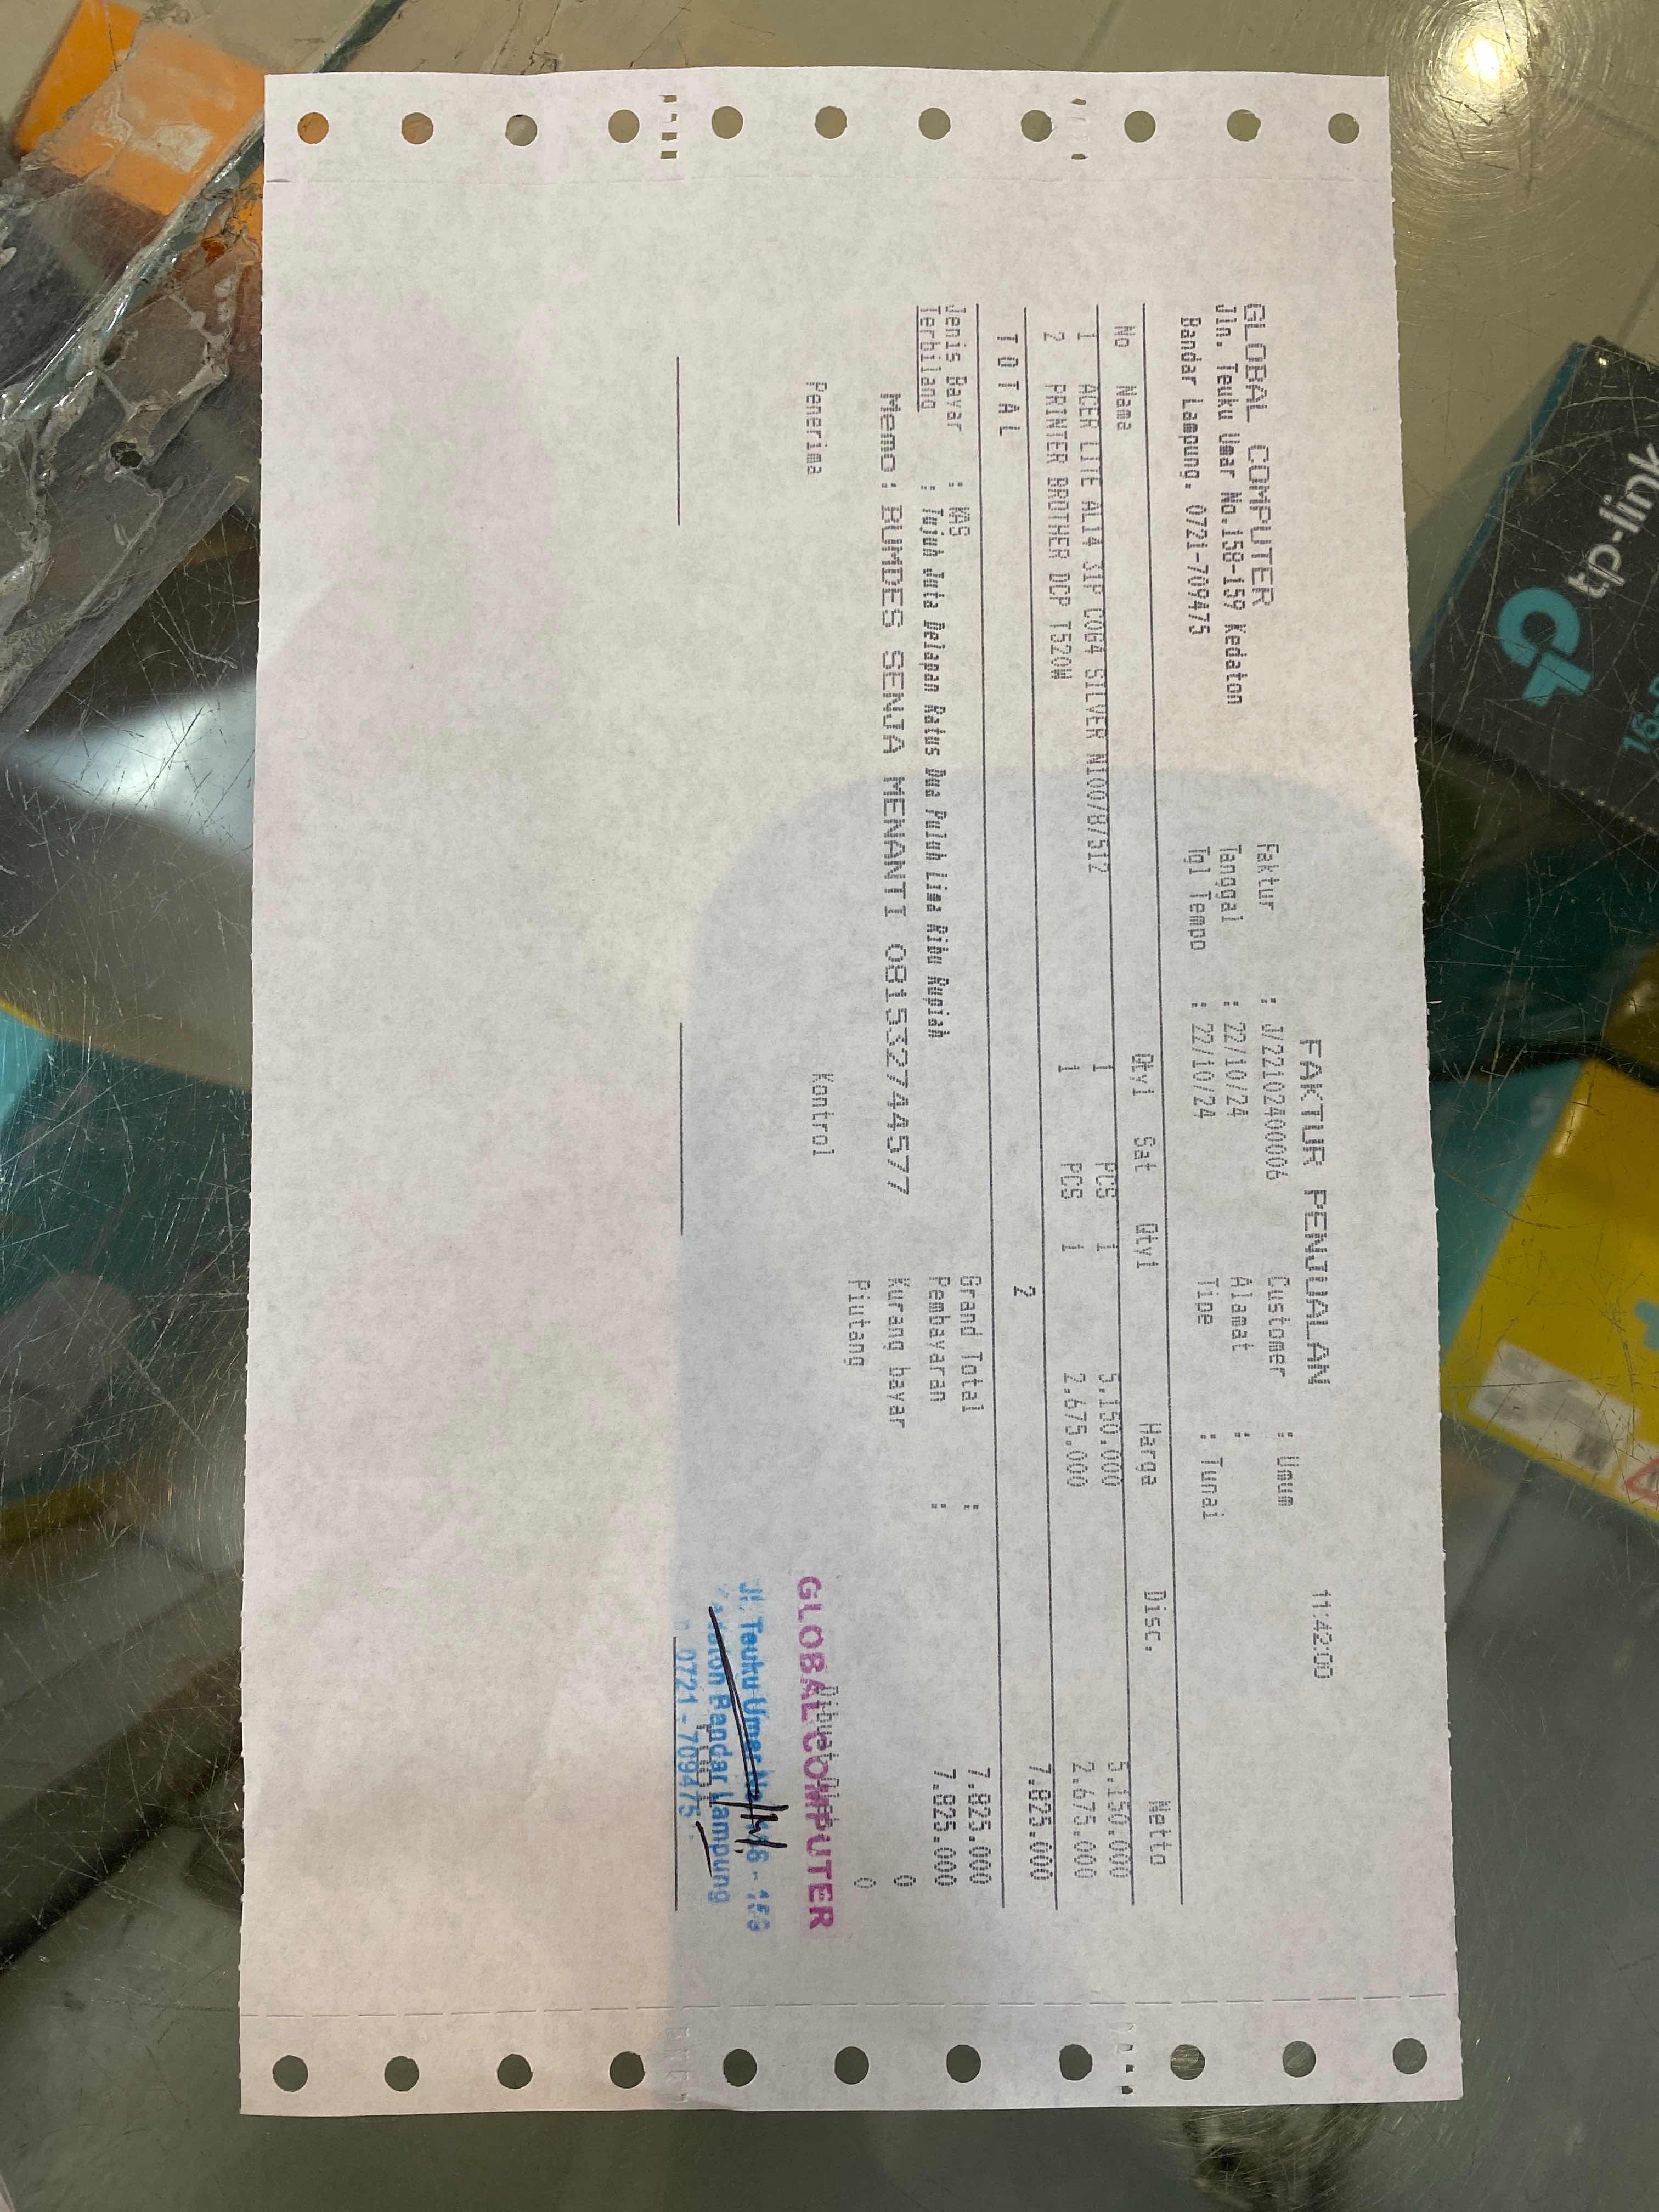 FAKTUR PENJUALAN 11:42:00
GLOBAL COMPUTER
Jln. Teuku Umar No.158-159 Kedaton
Bandar Lampung. 0721-709475
Faktur : J/2210240006
Tanggal : 22/10/24
Tgl Tempo : 22/10/24
Customer : Umum
Alamat :
Tipe : Tunai
No Nama Qty1 Sat Qty1 Harga Disc. Netto
1 ACER LITE AL14 31P COG4 SILVER N100/8/512 1 PCS 1 5.150.000 5.150.000
2 PRINTER BROTHER DCP T520W 1 PCS 1 2.675.000 2.675.000
T O T A L 2 7.825.000
Jenis Bayar : KAS
Terbilang : Tujuh Juta Delapan Ratus Dua Puluh Lima Ribu Rupiah
Memo : BUMDES SENJA MENANTI 081532744577
Grand Total : 7.825.000
Pembayaran : 7.825.000
Kurang bayar 0
Piutang 0
Penerima Kontrol Dibuat Oleh
GLOBAL COMPUTER
Jl. Teuku Umar No. - 159
Bandar Lampung
0721 - 709475
tp-link